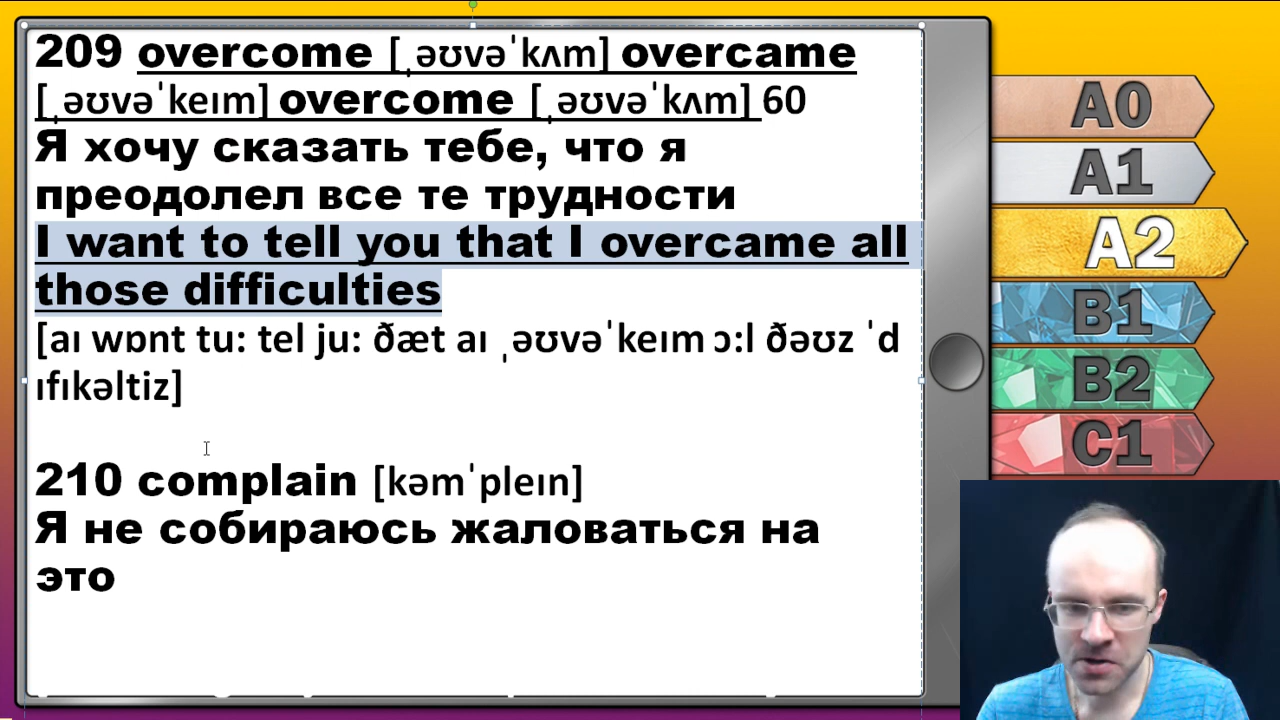 209 overcome [ˌəʊvəˈkʌm] overcame
[ˌəʊvəˈkeɪm] overcome [ˌəʊvəˈkʌm] 60
Я хочу сказать тебе, что я
преодолел все те трудности
I want to tell you that I overcame all
those difficulties
[aɪ wɒnt tu: tel ju: ðæt aɪ ˌəʊvəˈkeɪm ɔ:l ðəʊz ˈd
ɪfɪkəltiz]
210 complain [kəmˈpleɪn]
Я не собираюсь жаловаться на
это
A0
A1
A2
B1
B2
C1